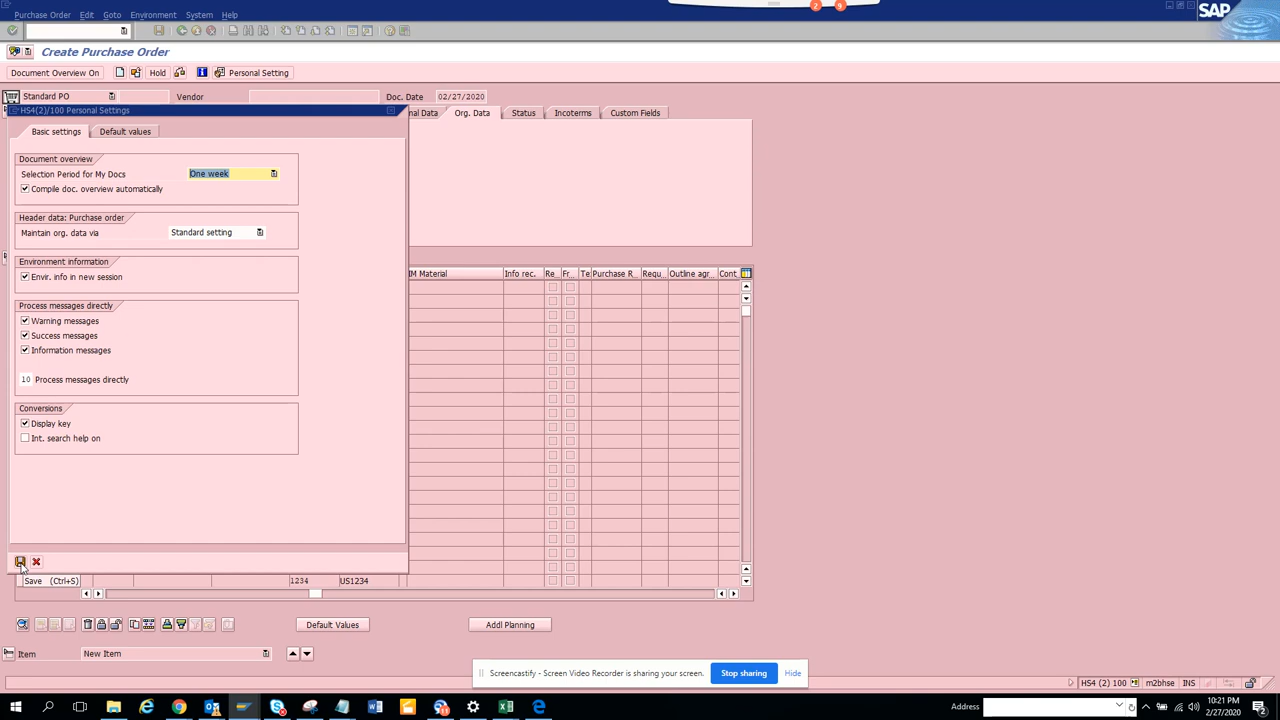 Purchase Order Edit Goto Environment System Help
SAP
2 9
Create Purchase Order
Document Overview On Hold Personal Setting
Standard PO Vendor Doc. Date 02/27/2020
HS4(2)/100 Personal Settings
nal Data Org. Data Status Incoterms Custom Fields
Basic settings Default values
Document overview
Selection Period for My Docs One week
Compile doc. overview automatically
Header data: Purchase order
Maintain org. data via Standard setting
Environment information
Envir. info in new session
IM Material Info rec. Re... Fr... Te Purchase R... Requ... Outline agr... Cont
Process messages directly
Warning messages
Success messages
Information messages
10 Process messages directly
Conversions
Display key
Int. search help on
Save (Ctrl+S) 1234 US1234
Default Values Addl Planning
Item New Item
Screencastify - Screen Video Recorder is sharing your screen. Stop sharing Hide
HS4 (2) 100 m2bhse INS
Address 10:21 PM
2/27/2020 2